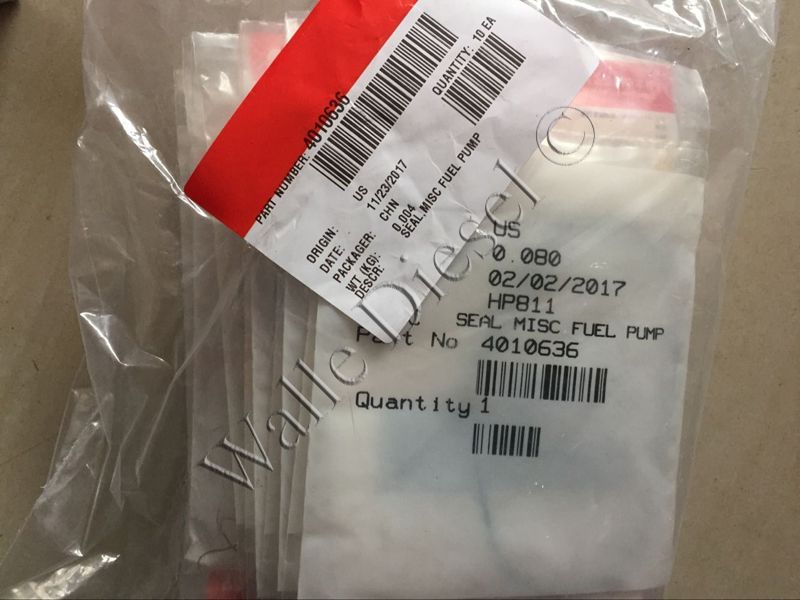 PART NUMBER: 4010636
QUANTITY: 10 EA
ORIGIN: US
DATE: 11/23/2017
PACKAGER: CHN
WT (KG): 0.004
DESCR: SEAL,MISC FUEL PUMP
US
0.080
02/02/2017
HP811
SEAL MISC FUEL PUMP
Part No 4010636
Quantity 1
Walle Diesel ©